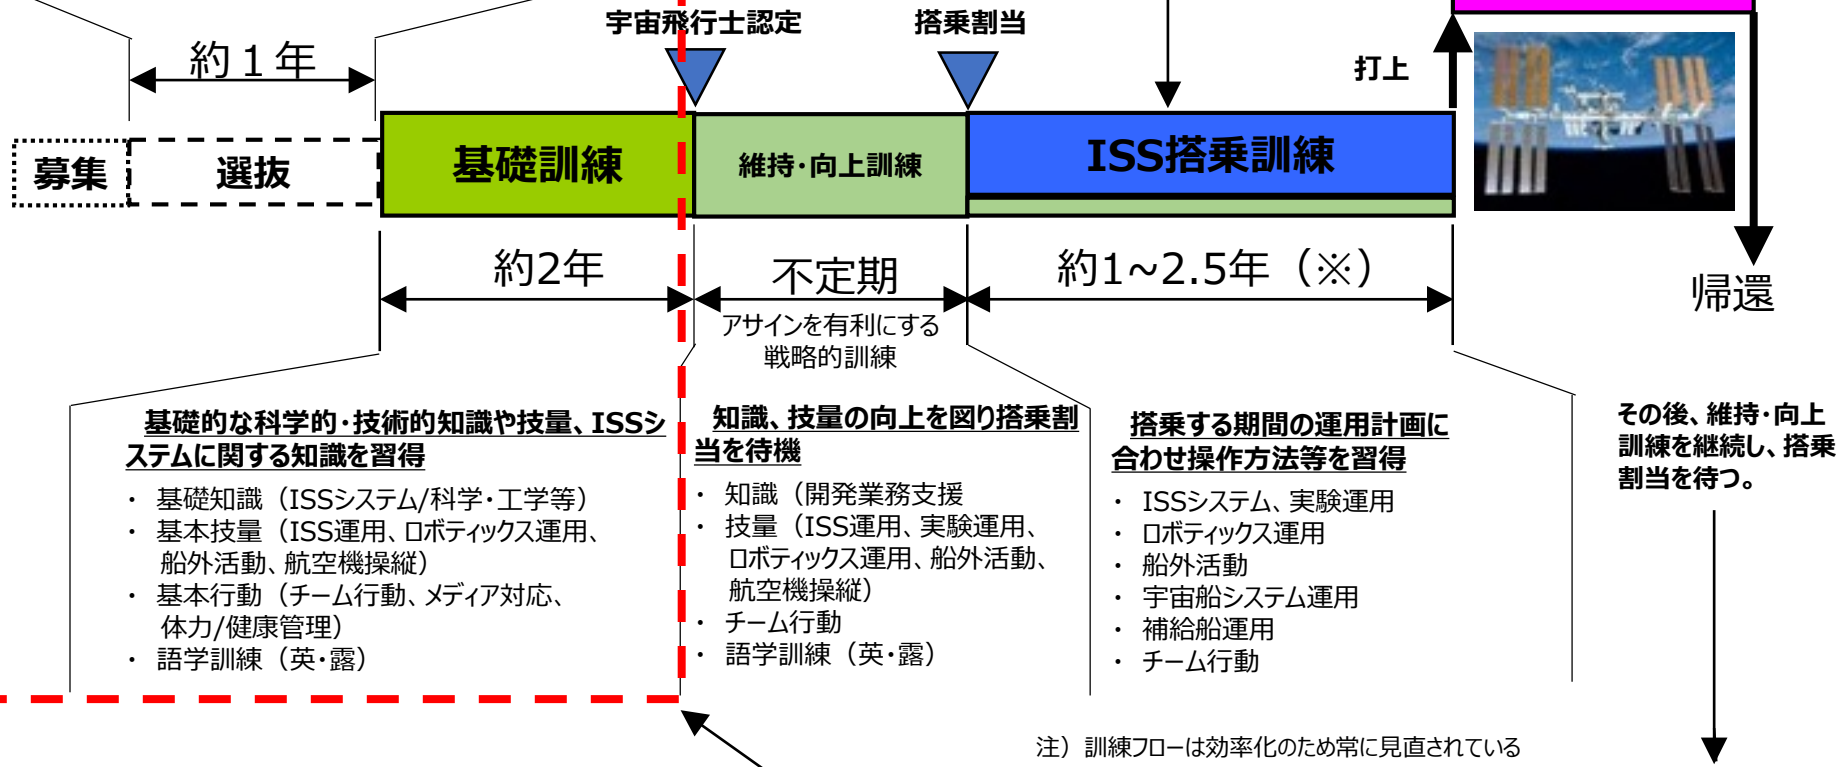 宇宙飛行士認定
搭乗割当
約１年
打上
募集
選抜
基礎訓練
維持・向上訓練
ISS搭乗訓練
約2年
不定期
約1~2.5年（※）
帰還
アサインを有利にする
戦略的訓練
基礎的な科学的・技術的知識や技量、ISSシ
ステムに関する知識を習得
・ 基礎知識（ISSシステム/科学・工学等）
・ 基本技量（ISS運用、ロボティックス運用、
船外活動、航空機操縦）
・ 基本行動（チーム行動、メディア対応、
体力/健康管理）
・ 語学訓練（英・露）
知識、技量の向上を図り搭乗割
当を待機
・ 知識（開発業務支援
・ 技量（ISS運用、実験運用、
ロボティックス運用、船外活動、
航空機操縦）
・ チーム行動
・ 語学訓練（英・露）
搭乗する期間の運用計画に
合わせ操作方法等を習得
・ ISSシステム、実験運用
・ ロボティックス運用
・ 船外活動
・ 宇宙船システム運用
・ 補給船運用
・ チーム行動
その後、維持・向上
訓練を継続し、搭乗
割当を待つ。
注）訓練フローは効率化のため常に見直されている